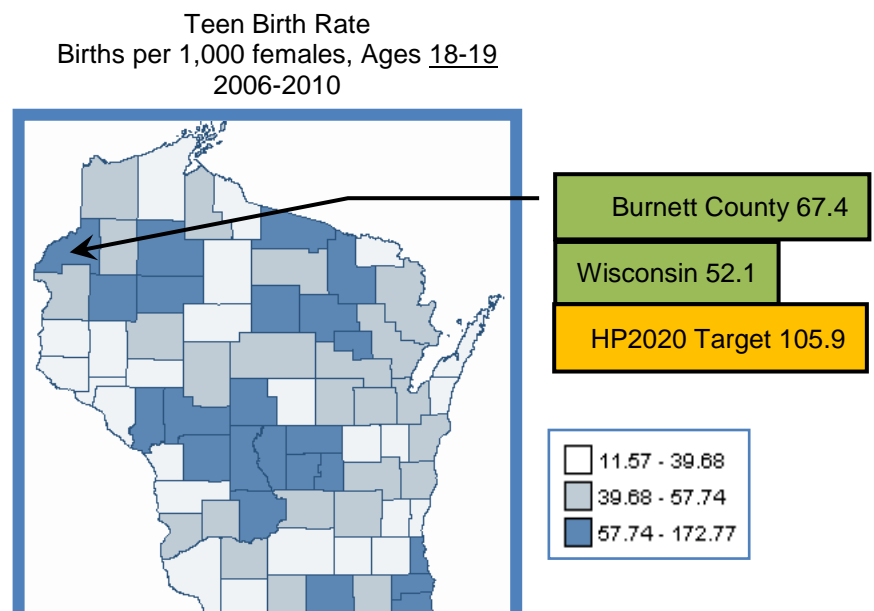 Teen Birth Rate
Births per 1,000 females, Ages 18-19
2006-2010
Burnett County 67.4
Wisconsin 52.1
HP2020 Target 105.9
11.57 - 39.68
39.68 - 57.74
57.74 - 172.77